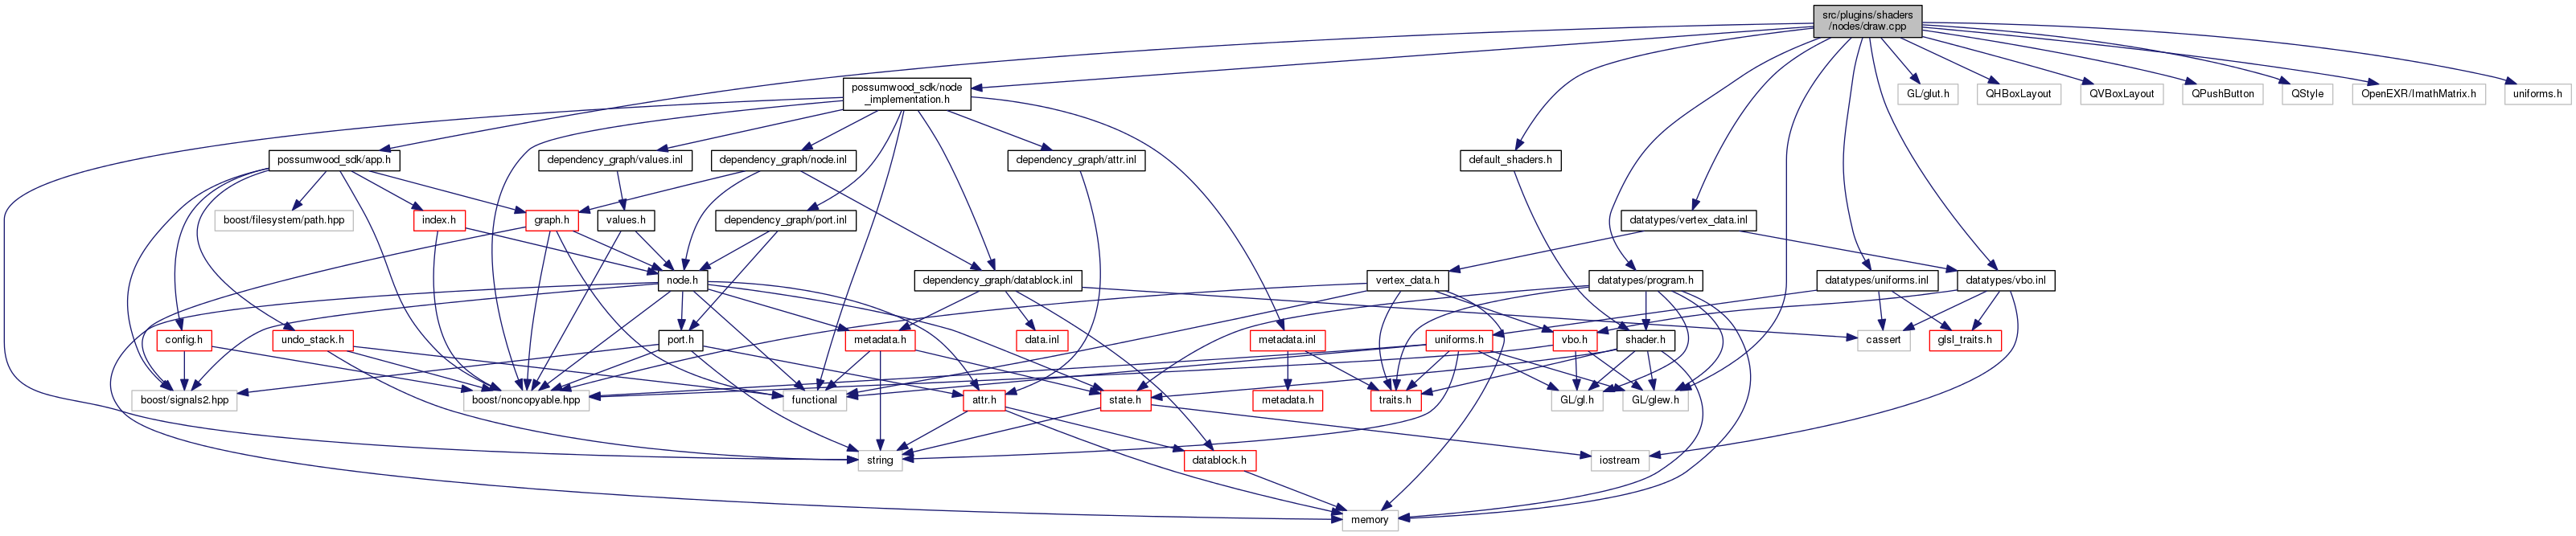 src/plugins/shaders
/nodes/draw.cpp
possumwood_sdk/node
_implementation.h
GL/glut.h
QHBoxLayout
QVBoxLayout
QPushButton
QStyle
OpenEXR/ImathMatrix.h
uniforms.h
possumwood_sdk/app.h
dependency_graph/values.inl
dependency_graph/node.inl
dependency_graph/attr.inl
default_shaders.h
boost/filesystem/path.hpp
index.h
graph.h
values.h
dependency_graph/port.inl
datatypes/vertex_data.inl
node.h
dependency_graph/datablock.inl
vertex_data.h
datatypes/program.h
datatypes/uniforms.inl
datatypes/vbo.inl
config.h
undo_stack.h
port.h
metadata.h
data.inl
metadata.inl
uniforms.h
vbo.h
shader.h
cassert
glsl_traits.h
boost/signals2.hpp
boost/noncopyable.hpp
functional
attr.h
state.h
metadata.h
traits.h
GL/gl.h
GL/glew.h
string
datablock.h
iostream
memory